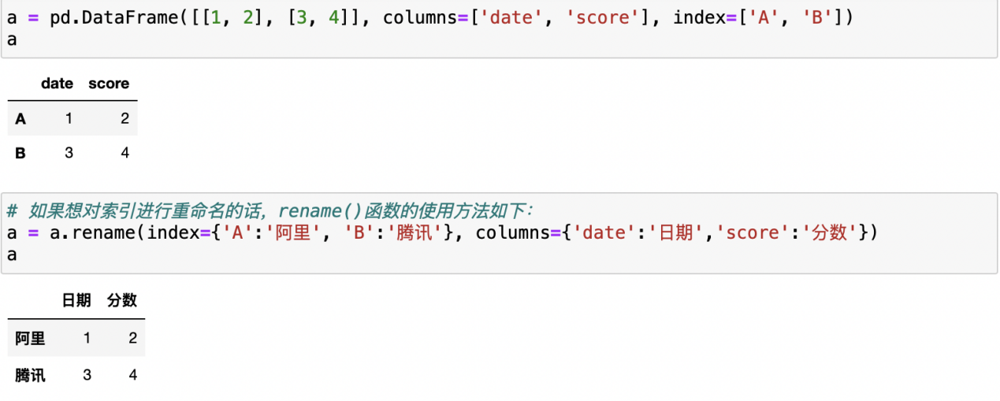 a = pd.DataFrame([[1, 2], [3, 4]], columns=['date', 'score'], index=['A', 'B'])
a
date score
A 1 2
B 3 4
# 如果想对索引进行重命名的话，rename()函数的使用方法如下：
a = a.rename(index={'A':'阿里', 'B':'腾讯'}, columns={'date':'日期','score':'分数'})
a
日期 分数
阿里 1 2
腾讯 3 4